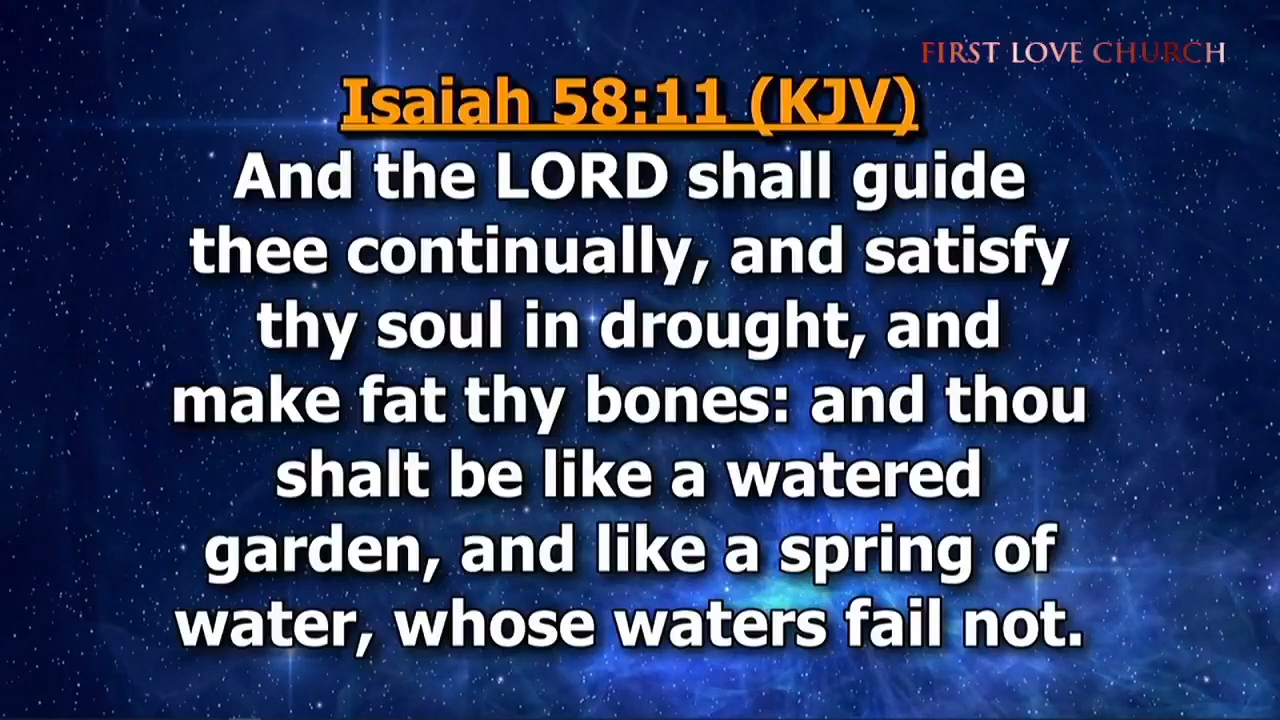 FIRST LOVE CHURCH
Isaiah 58:11 (KJV)
And the LORD shall guide
thee continually, and satisfy
thy soul in drought, and
make fat thy bones: and thou
shalt be like a watered
garden, and like a spring of
water, whose waters fail not.